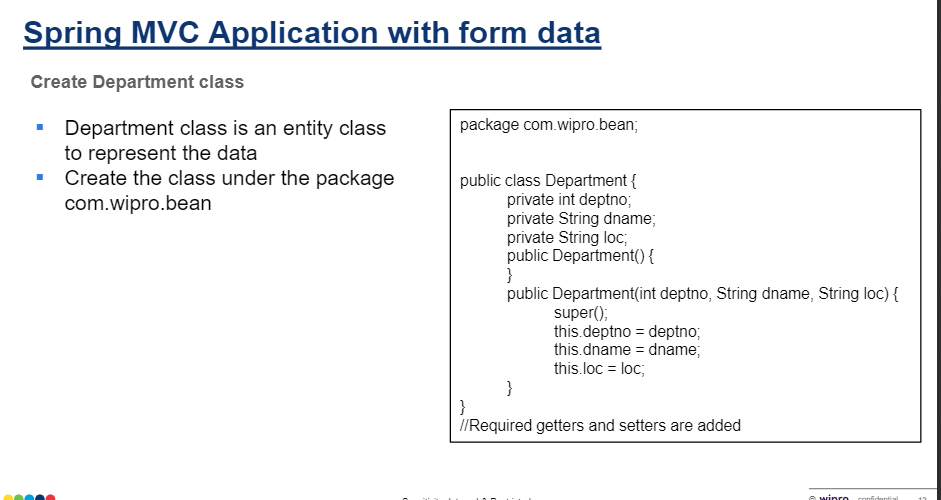 Spring MVC Application with form data
Create Department class
Department class is an entity class
to represent the data
Create the class under the package
com.wipro.bean
package com.wipro.bean;
public class Department {
private int deptno;
private String dname;
private String loc;
public Department() {
}
public Department(int deptno, String dname, String loc) {
super();
this.deptno = deptno;
this.dname = dname;
this.loc = loc;
}
}
//Required getters and setters are added
© wipro confidential